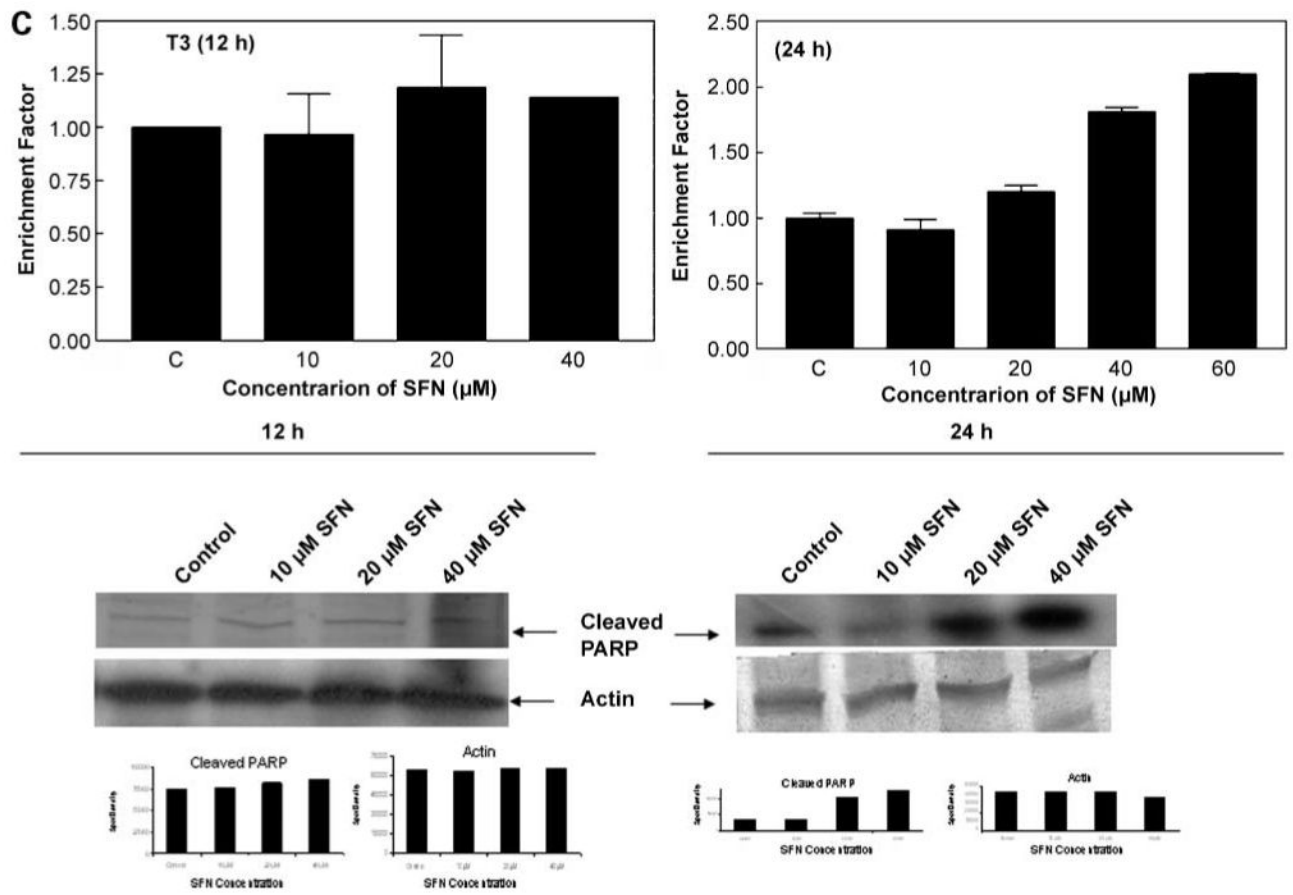 C
T3 (12 h)
Enrichment Factor
1.50
1.25
1.00
0.75
0.50
0.25
0.00
C 10 20 40
Concentrarion of SFN (µM)
(24 h)
Enrichment Factor
2.50
2.00
1.50
1.00
0.50
0.00
C 10 20 40 60
Concentrarion of SFN (µM)
12 h
24 h
Control
10 µM SFN
20 µM SFN
40 µM SFN
Control
10 µM SFN
20 µM SFN
40 µM SFN
Cleaved
PARP
Actin
Cleaved PARP
SFN Concentration
Actin
SFN Concentration
Cleaved PARP
SFN Concentration
Actin
SFN Concentration